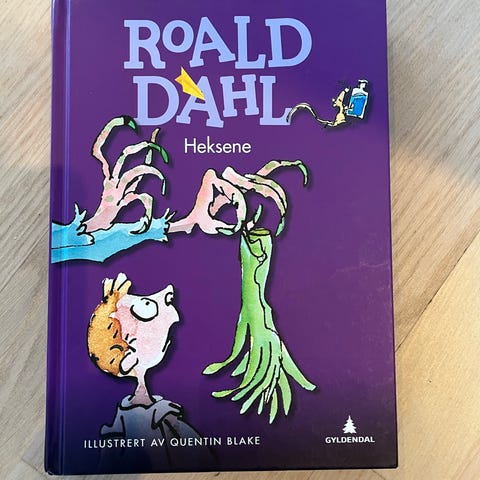 ROALD
DAHL
Heksene
ILLUSTRERT AV QUENTIN BLAKE
GYLDENDAL